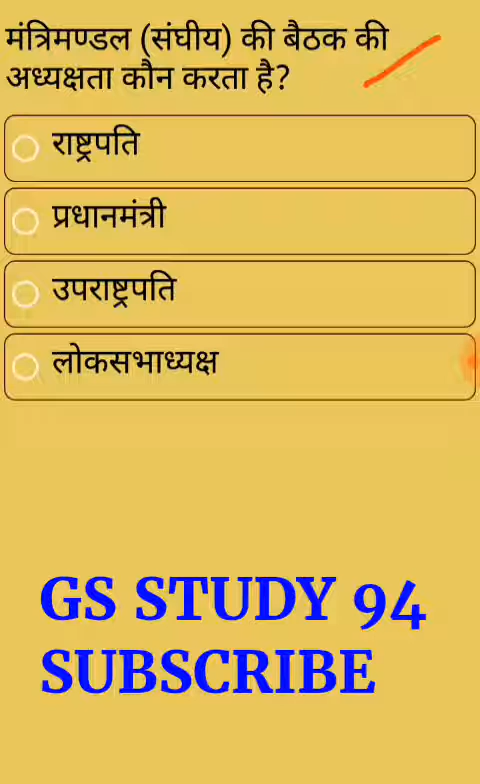 मंत्रिमण्डल (संघीय) की बैठक की
अध्यक्षता कौन करता है?
राष्ट्रपति
प्रधानमंत्री
उपराष्ट्रपति
लोकसभाध्यक्ष
GS STUDY 94
SUBSCRIBE